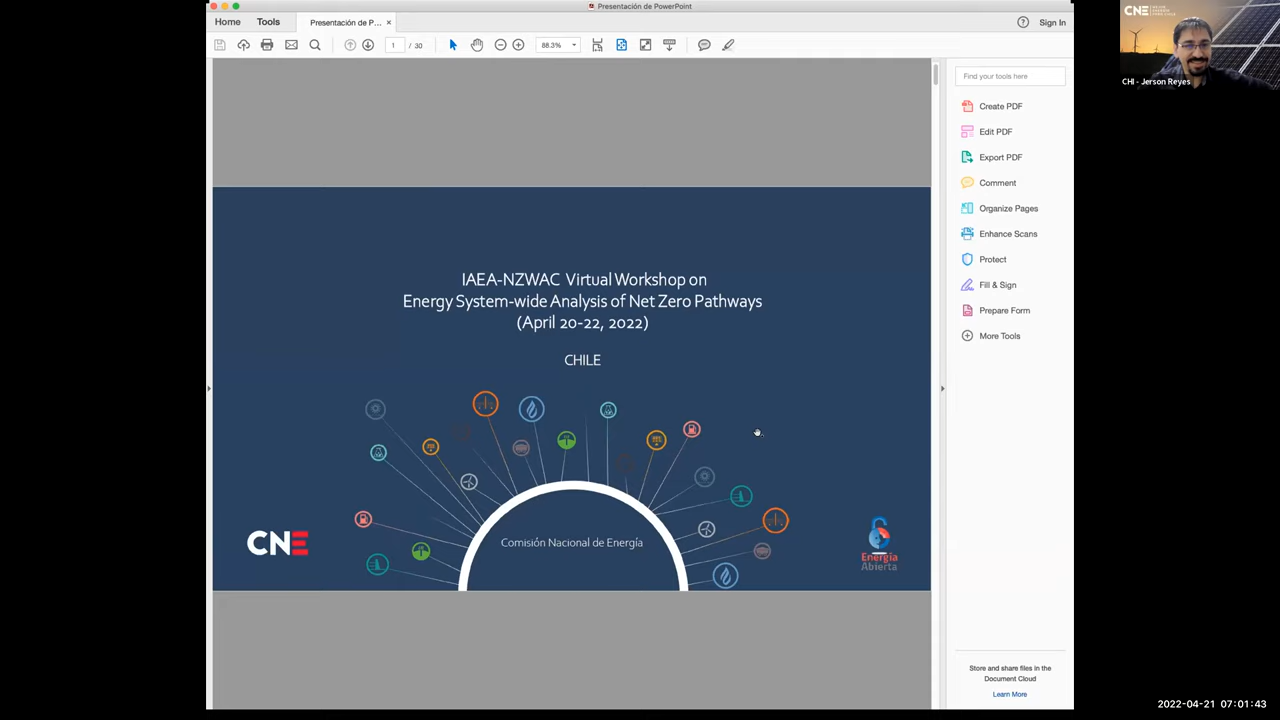 Presentación de PowerPoint
Home
Tools
Presentación de P... ×
Sign In
1 / 30
88.3%
Find your tools here
Create PDF
Edit PDF
Export PDF
Comment
Organize Pages
Enhance Scans
Protect
Fill & Sign
Prepare Form
More Tools
Store and share files in the
Document Cloud
Learn More
IAEA-NZWAC Virtual Workshop on
Energy System-wide Analysis of Net Zero Pathways
(April 20-22, 2022)
CHILE
Comisión Nacional de Energía
CNE
Energía
Abierta
CNE
CHI - Jerson Reyes
2022-04-21 07:01:43